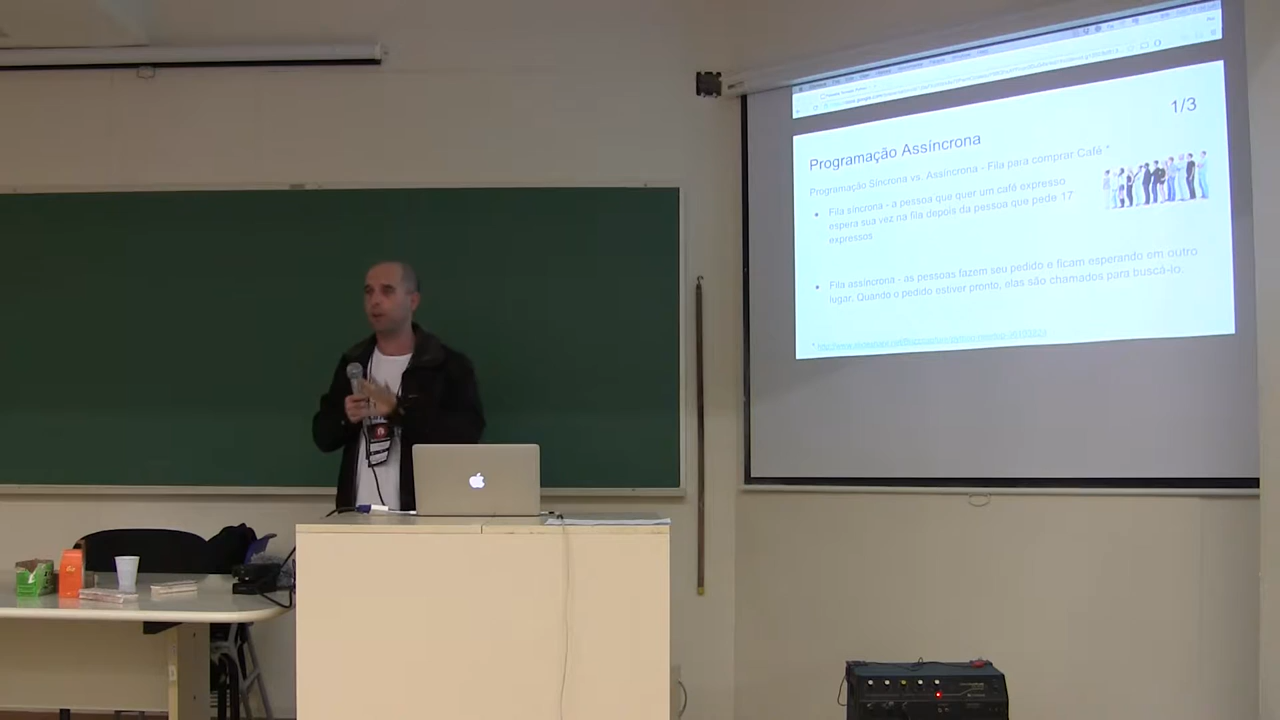 1/3
Programação Assíncrona
Programação Síncrona vs. Assíncrona - Fila para comprar Café *
Fila síncrona - a pessoa que quer um café expresso
espera sua vez na fila depois da pessoa que pede 17
expressos
Fila assíncrona - as pessoas fazem seu pedido e ficam esperando em outro
lugar. Quando o pedido estiver pronto, elas são chamados para buscá-lo.